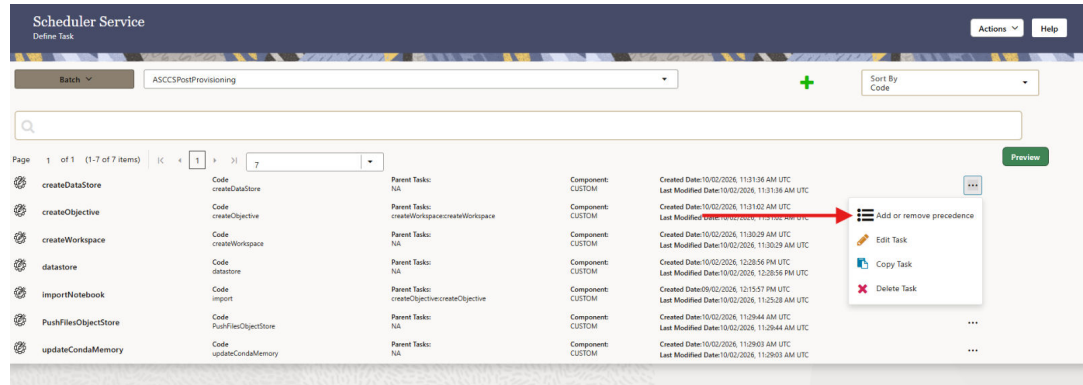 Scheduler Service
Define Task
Actions
Help
Batch
ASCCSPostProvisioning
Sort By
Code
Page 1 of 1 (1-7 of 7 items) 1 7
Preview
createDataStore Code createDataStore Parent Tasks: NA Component: CUSTOM Created Date:10/02/2026, 11:31:36 AM UTC Last Modified Date:10/02/2026, 11:31:36 AM UTC
createObjective Code createObjective Parent Tasks: createWorkspace:createWorkspace Component: CUSTOM Created Date:10/02/2026, 11:31:02 AM UTC Last Modified Date:10/02/2026, 11:31:02 AM UTC
createWorkspace Code createWorkspace Parent Tasks: NA Component: CUSTOM Created Date:10/02/2026, 11:30:29 AM UTC Last Modified Date:10/02/2026, 11:30:29 AM UTC
datastore Code datastore Parent Tasks: NA Component: CUSTOM Created Date:10/02/2026, 12:28:56 PM UTC Last Modified Date:10/02/2026, 12:28:56 PM UTC
importNotebook Code import Parent Tasks: createObjective:createObjective Component: CUSTOM Created Date:09/02/2026, 12:15:57 PM UTC Last Modified Date:10/02/2026, 11:25:28 AM UTC
PushFilesObjectStore Code PushFilesObjectStore Parent Tasks: NA Component: CUSTOM Created Date:10/02/2026, 11:29:44 AM UTC Last Modified Date:10/02/2026, 11:29:44 AM UTC
updateCondaMemory Code updateCondaMemory Parent Tasks: NA Component: CUSTOM Created Date:10/02/2026, 11:29:03 AM UTC Last Modified Date:10/02/2026, 11:29:03 AM UTC
Add or remove precedence
Edit Task
Copy Task
Delete Task